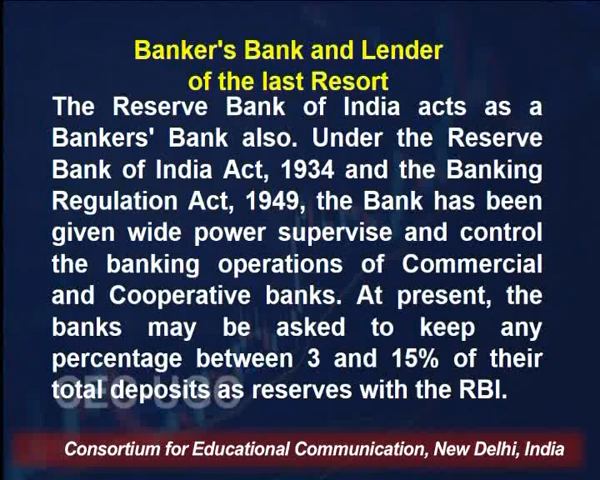 Banker's Bank and Lender
of the last Resort
The Reserve Bank of India acts as a
Bankers' Bank also. Under the Reserve
Bank of India Act, 1934 and the Banking
Regulation Act, 1949, the Bank has been
given wide power supervise and control
the banking operations of Commercial
and Cooperative banks. At present, the
banks may be asked to keep any
percentage between 3 and 15% of their
total deposits as reserves with the RBI.
CEC UGC
Consortium for Educational Communication, New Delhi, India